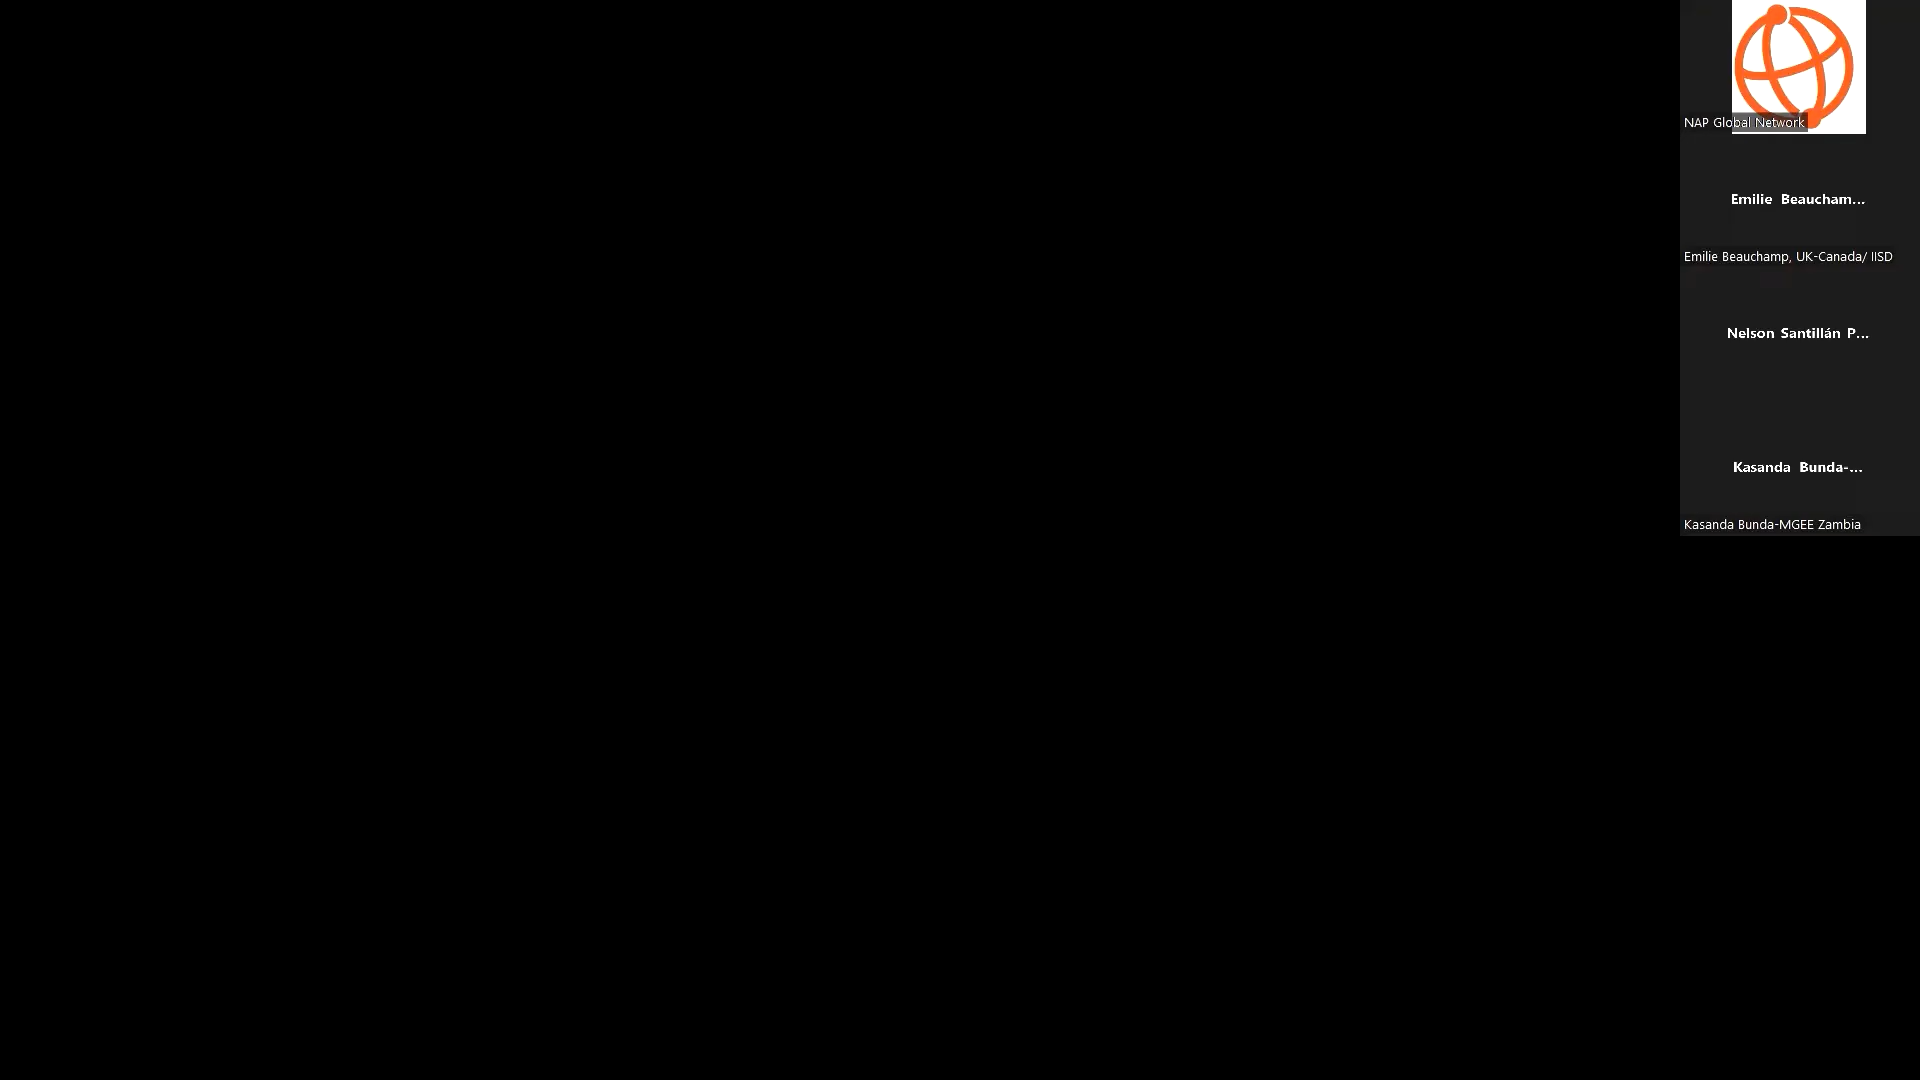 NAP Global Network
Emilie Beaucham...
Emilie Beauchamp, UK-Canada/ IISD
Nelson Santillán P...
Kasanda Bunda-...
Kasanda Bunda-MGEE Zambia